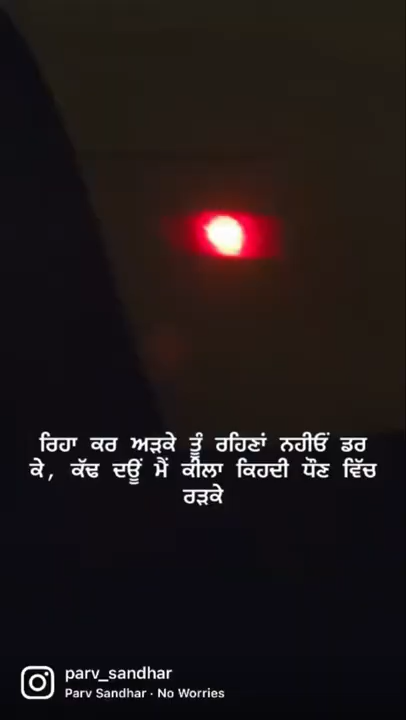 ਰਿਹਾ ਕਰ ਅੜਕੇ ਤੂੰ ਰਹਿਣਾਂ ਨਹੀਓਂ ਡਰ
ਕੇ, ਕੱਢ ਦਊਂ ਮੈਂ ਕੀਲਾ ਕਿਹਦੀ ਧੌਣ ਵਿੱਚ
ਰੜਕੇ
parv_sandhar
Parv Sandhar · No Worries